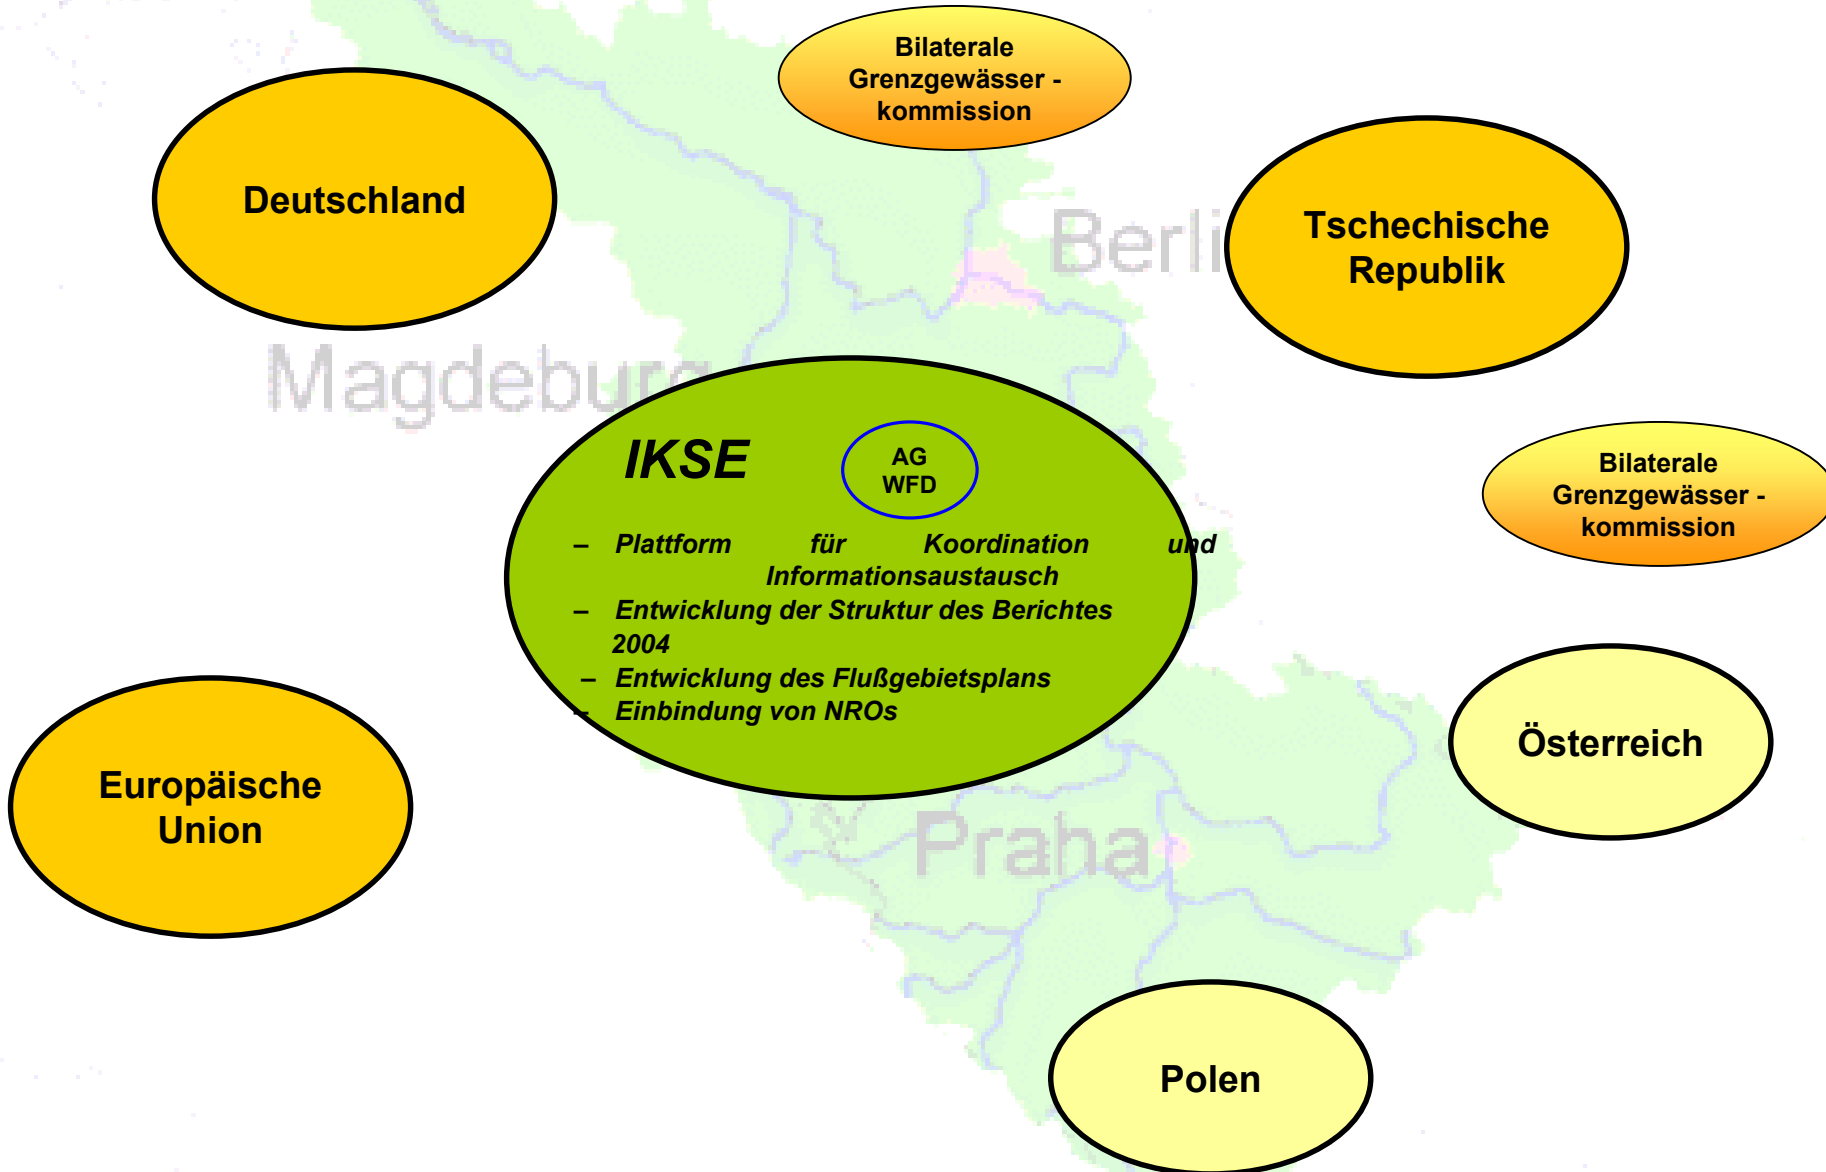 Bilaterale
Grenzgewässer -
kommission
Deutschland
Tschechische
Republik
Berli
Magdeburg
IKSE
AG
WFD
– Plattform für Koordination und
Informationsaustausch
– Entwicklung der Struktur des Berichtes
2004
– Entwicklung des Flußgebietsplans
– Einbindung von NROs
Bilaterale
Grenzgewässer -
kommission
Österreich
Europäische
Union
Praha
Polen